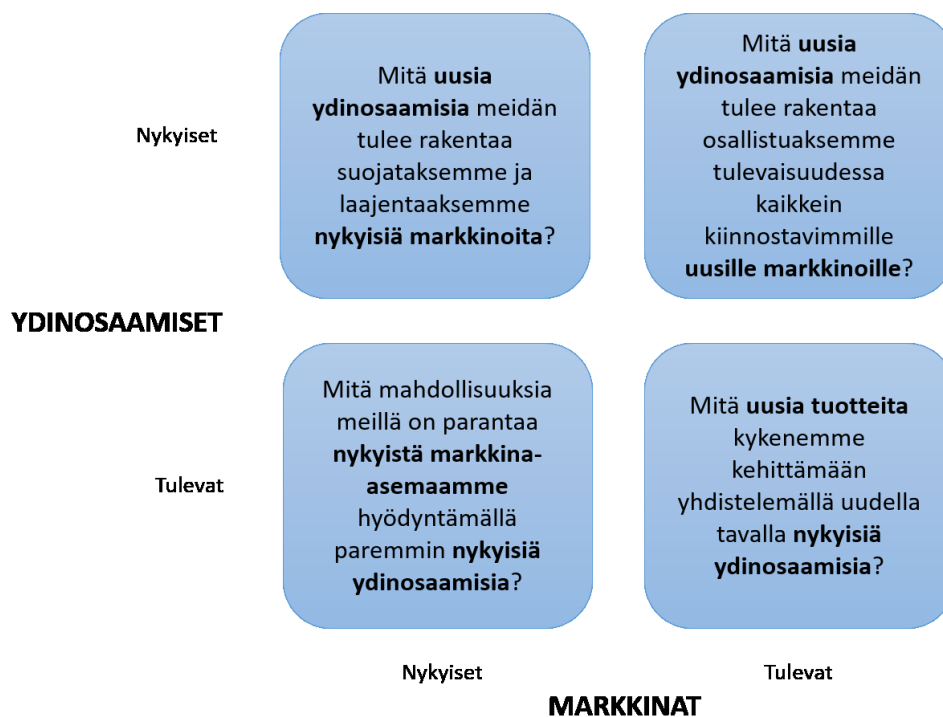 Nykyiset
Mitä uusia
ydinosaamisia meidän
tulee rakentaa
suojataksemme ja
laajentaaksemme
nykyisiä markkinoita?
Mitä uusia
ydinosaamisia meidän
tulee rakentaa
osallistuaksemme
tulevaisuudessa
kaikkein
kiinnostavimmille
uusille markkinoille?
YDINOSAAMISET
Tulevat
Mitä mahdollisuuksia
meillä on parantaa
nykyistä markkina-
asemaamme
hyödyntämällä
paremmin nykyisiä
ydinosaamisia?
Mitä uusia tuotteita
kykenemme
kehittämään
yhdistelemällä uudella
tavalla nykyisiä
ydinosaamisia?
Nykyiset
Tulevat
MARKKINAT